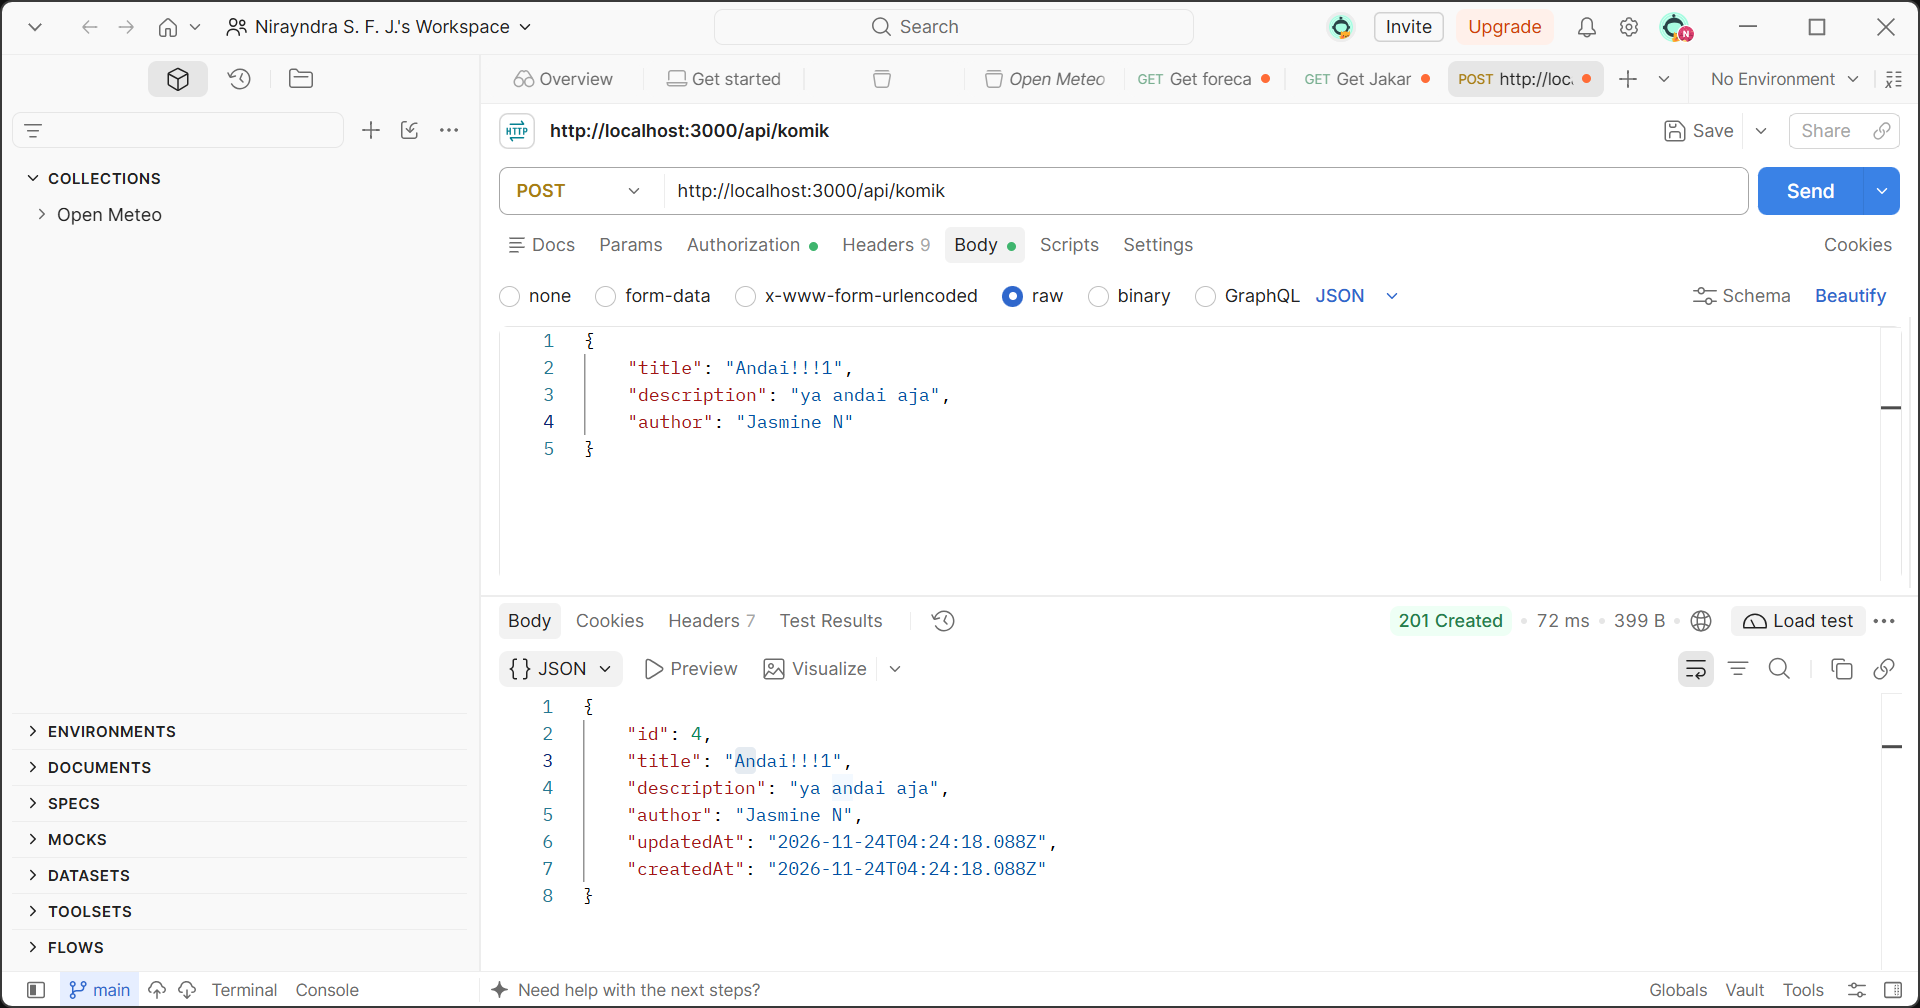 Nirayndra S. F. J.'s Workspace
Search
Invite
Upgrade
N
Overview
Get started
Open Meteo
GET Get foreca
GET Get Jakar
POST http://loc
No Environment
HTTP http://localhost:3000/api/komik
Save
Share
COLLECTIONS
Open Meteo
POST
http://localhost:3000/api/komik
Send
Docs
Params
Authorization
Headers 9
Body
Scripts
Settings
Cookies
none
form-data
x-www-form-urlencoded
raw
binary
GraphQL
JSON
Schema
Beautify
1 {
2 "title": "Andai!!!1",
3 "description": "ya andai aja",
4 "author": "Jasmine N"
5 }
Body
Cookies
Headers 7
Test Results
201 Created
72 ms
399 B
Load test
{} JSON
Preview
Visualize
1 {
2 "id": 4,
3 "title": "Andai!!!1",
4 "description": "ya andai aja",
5 "author": "Jasmine N",
6 "updatedAt": "2026-11-24T04:24:18.088Z",
7 "createdAt": "2026-11-24T04:24:18.088Z"
8 }
ENVIRONMENTS
DOCUMENTS
SPECS
MOCKS
DATASETS
TOOLSETS
FLOWS
main
Terminal
Console
Need help with the next steps?
Globals
Vault
Tools